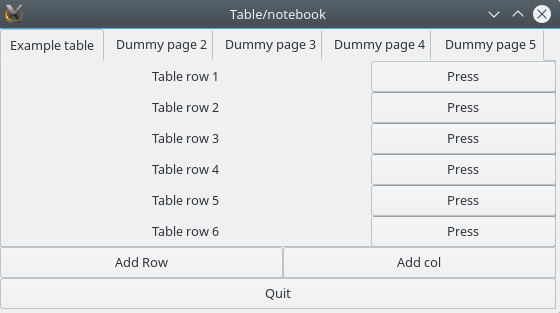 Table/notebook
Example table Dummy page 2 Dummy page 3 Dummy page 4 Dummy page 5
Table row 1 Press
Table row 2 Press
Table row 3 Press
Table row 4 Press
Table row 5 Press
Table row 6 Press
Add Row Add col
Quit